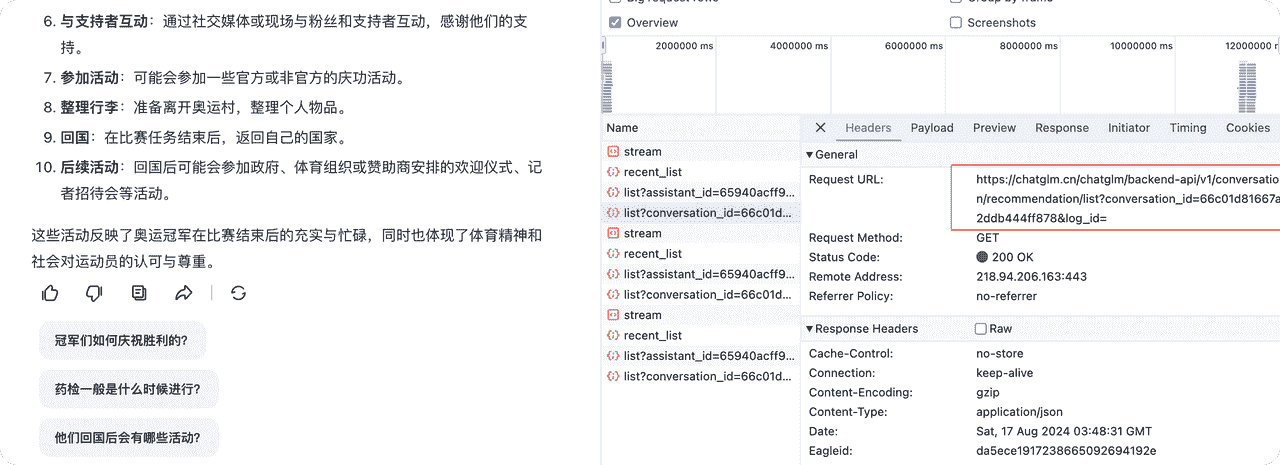 6. 与支持者互动：通过社交媒体或现场与粉丝和支持者互动，感谢他们的支
持。
7. 参加活动：可能会参加一些官方或非官方的庆功活动。
8. 整理行李：准备离开奥运村，整理个人物品。
9. 回国：在比赛任务结束后，返回自己的国家。
10. 后续活动：回国后可能会参加政府、体育组织或赞助商安排的欢迎仪式、记
者招待会等活动。
这些活动反映了奥运冠军在比赛结束后的充实与忙碌，同时也体现了体育精神和
社会对运动员的认可与尊重。
冠军们如何庆祝胜利的？
药检一般是什么时候进行？
他们回国后会有哪些活动？
Overview
Screenshots
2000000 ms
4000000 ms
6000000 ms
8000000 ms
10000000 ms
12000000 m
Name
stream
recent_list
list?assistant_id=65940acff9...
list?conversation_id=66c01d...
stream
recent_list
list?assistant_id=65940acff9...
list?conversation_id=66c01d...
stream
recent_list
list?assistant_id=65940acff9...
list?conversation_id=66c01d...
Headers
Payload
Preview
Response
Initiator
Timing
Cookies
General
Request URL:
https://chatglm.cn/chatglm/backend-api/v1/conversatio
n/recommendation/list?conversation_id=66c01d81667a
2ddb444ff878&log_id=
Request Method: GET
Status Code: 200 OK
Remote Address: 218.94.206.163:443
Referrer Policy: no-referrer
Response Headers
Raw
Cache-Control: no-store
Connection: keep-alive
Content-Encoding: gzip
Content-Type: application/json
Date: Sat, 17 Aug 2024 03:48:31 GMT
Eagleid: da5ece1917238665092694192e